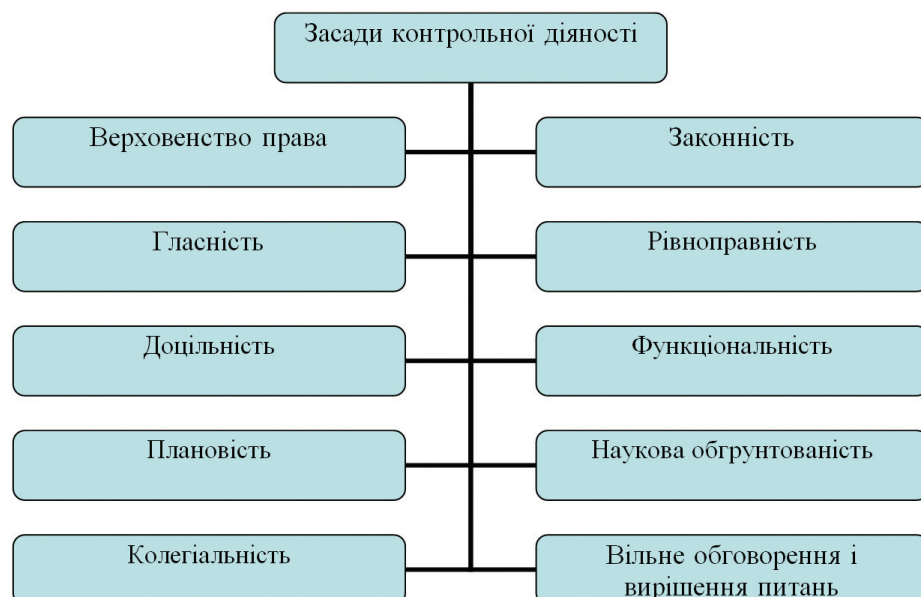 Засади контрольної діяності
Верховенство права
Законність
Гласність
Рівноправність
Доцільність
Функціональність
Плановість
Наукова обгрунтованість
Колегіальність
Вільне обговорення і
вирішення питань